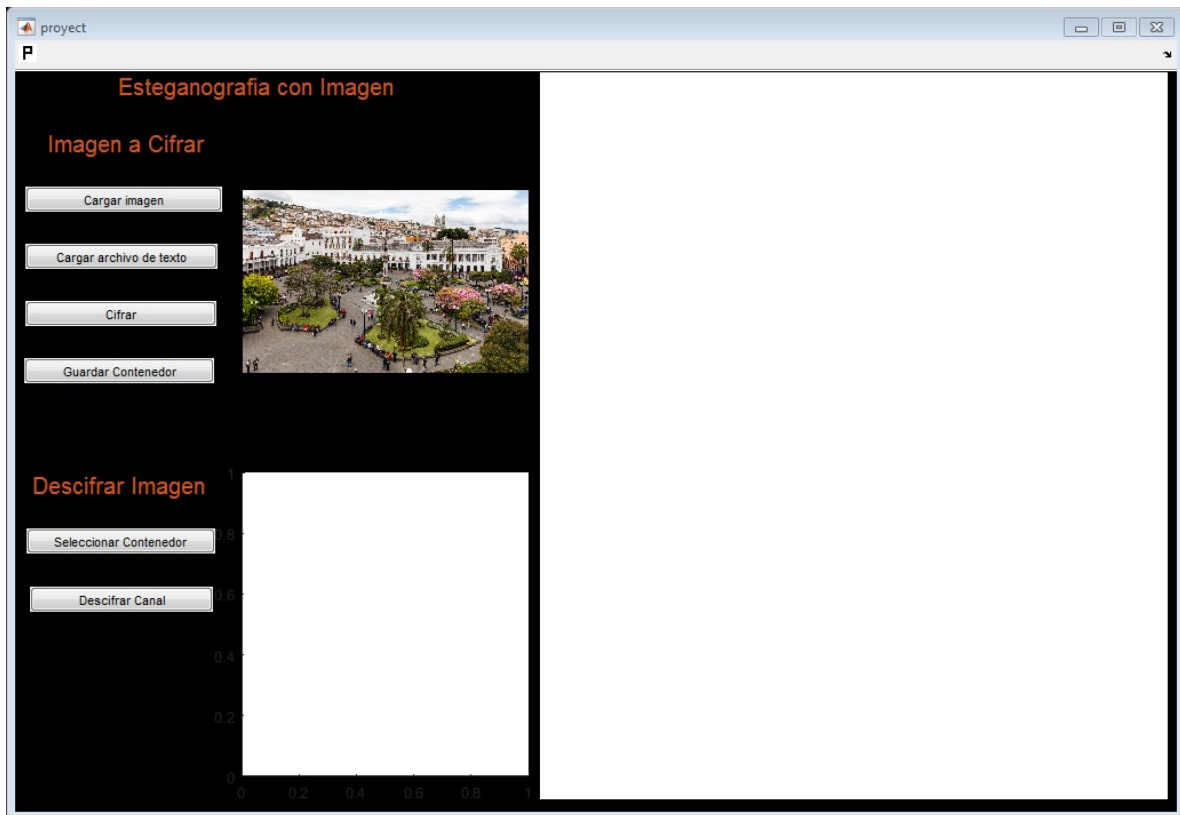 proyect
P
Esteganografia con Imagen
Imagen a Cifrar
Cargar imagen
Cargar archivo de texto
Cifrar
Guardar Contenedor
Descifrar Imagen
Seleccionar Contenedor
Descifrar Canal
1
0.8
0.6
0.4
0.2
0
0 0.2 0.4 0.6 0.8 1